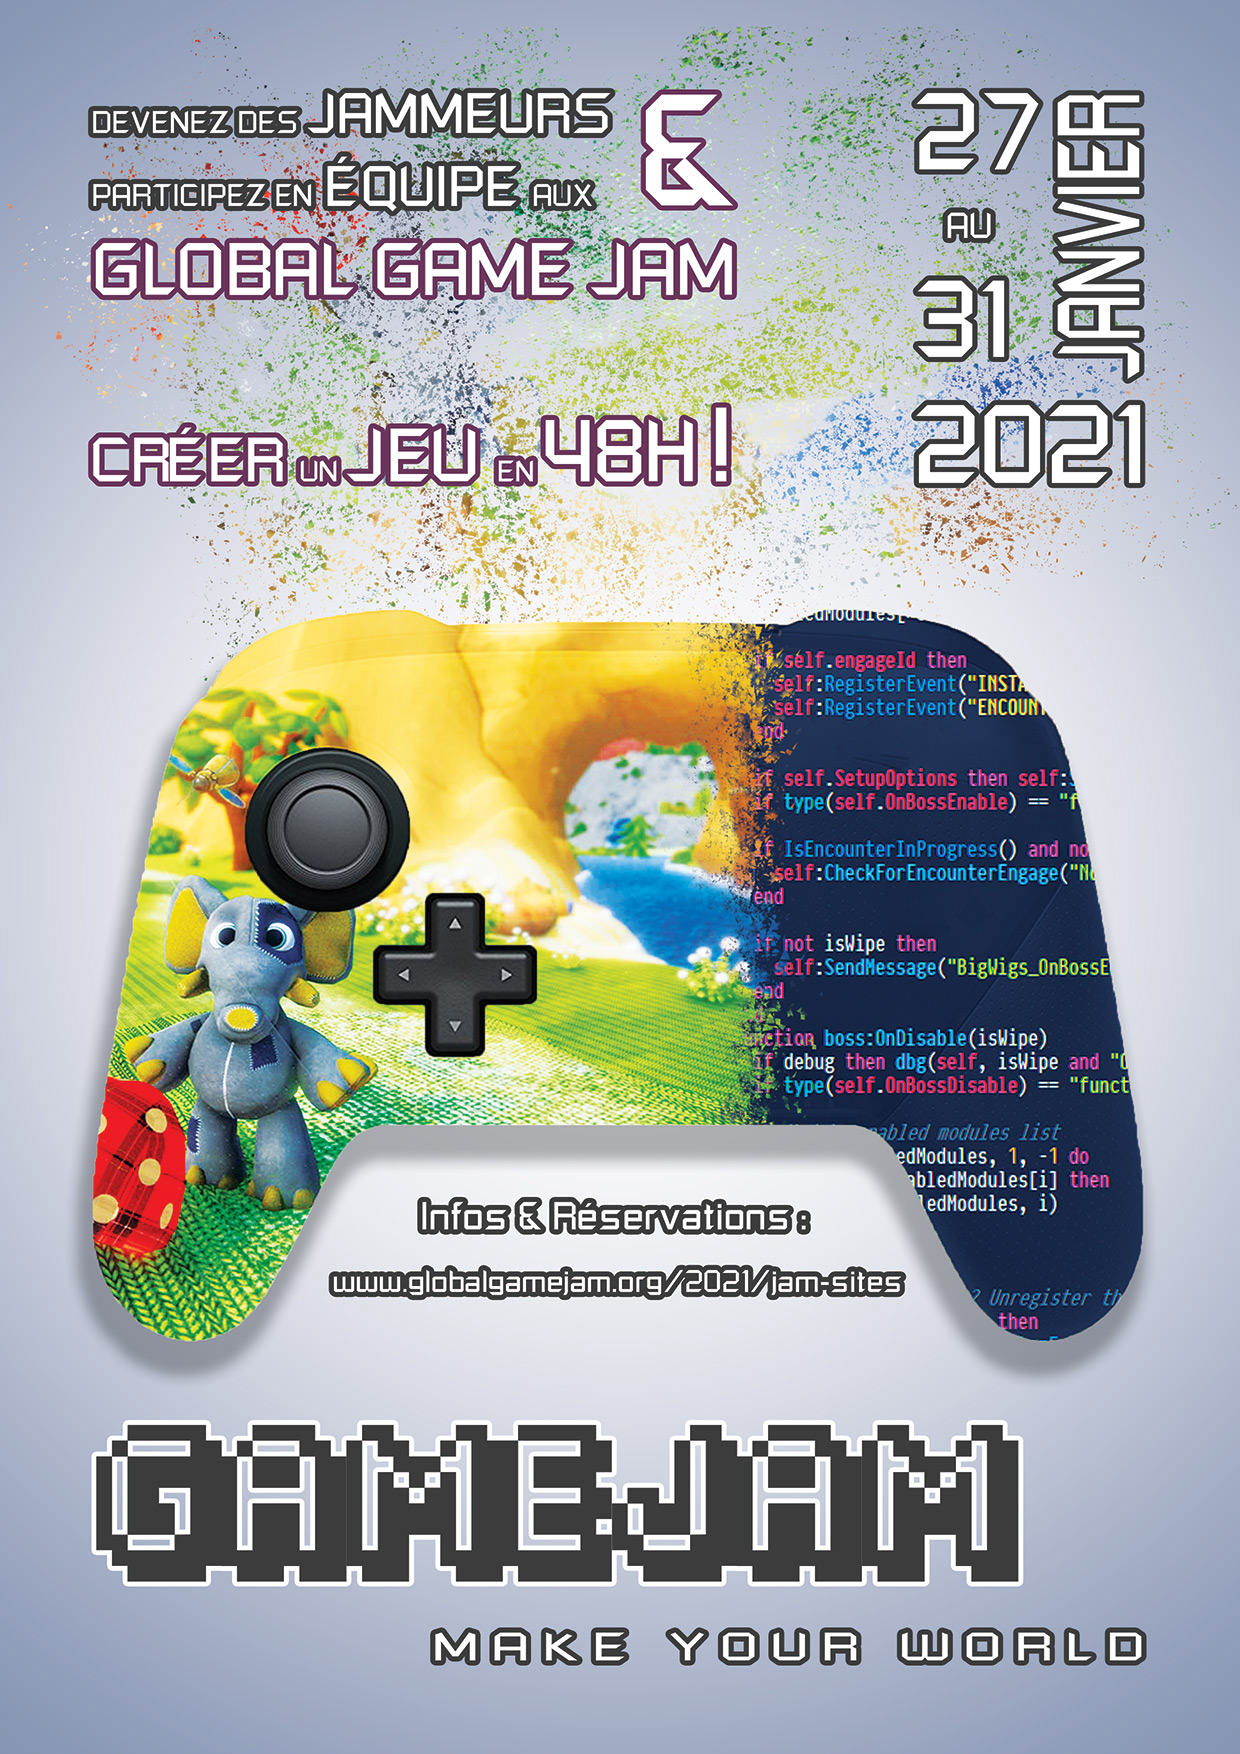 DEVENEZ DES JAMMEURS &
PARTICIPEZ EN ÉQUIPE AUX
GLOBAL GAME JAM
CRÉER UN JEU EN 48H !
27
AU
31
JANVIER
2021
self.engageId then
self:RegisterEvent("INSTA
self:RegisterEvent("ENCOUN
end
if self.SetupOptions then self:
if type(self.OnBossEnable) == "f
if IsEncounterInProgress() and no
self:CheckForEncounterEngage("No
end
if not isWipe then
self:SendMessage("BigWigs_OnBossE
end
nction boss:OnDisable(isWipe)
if debug then dbg(self, isWipe and "O
if type(self.OnBossDisable) == "funct
abled modules list
edModules, 1, -1 do
abledModules[i] then
ledModules, i)
? Unregister th
then
Infos & Réservations :
www.globalgamejam.org/2021/jam-sites
GAMEJAM
MAKE YOUR WORLD